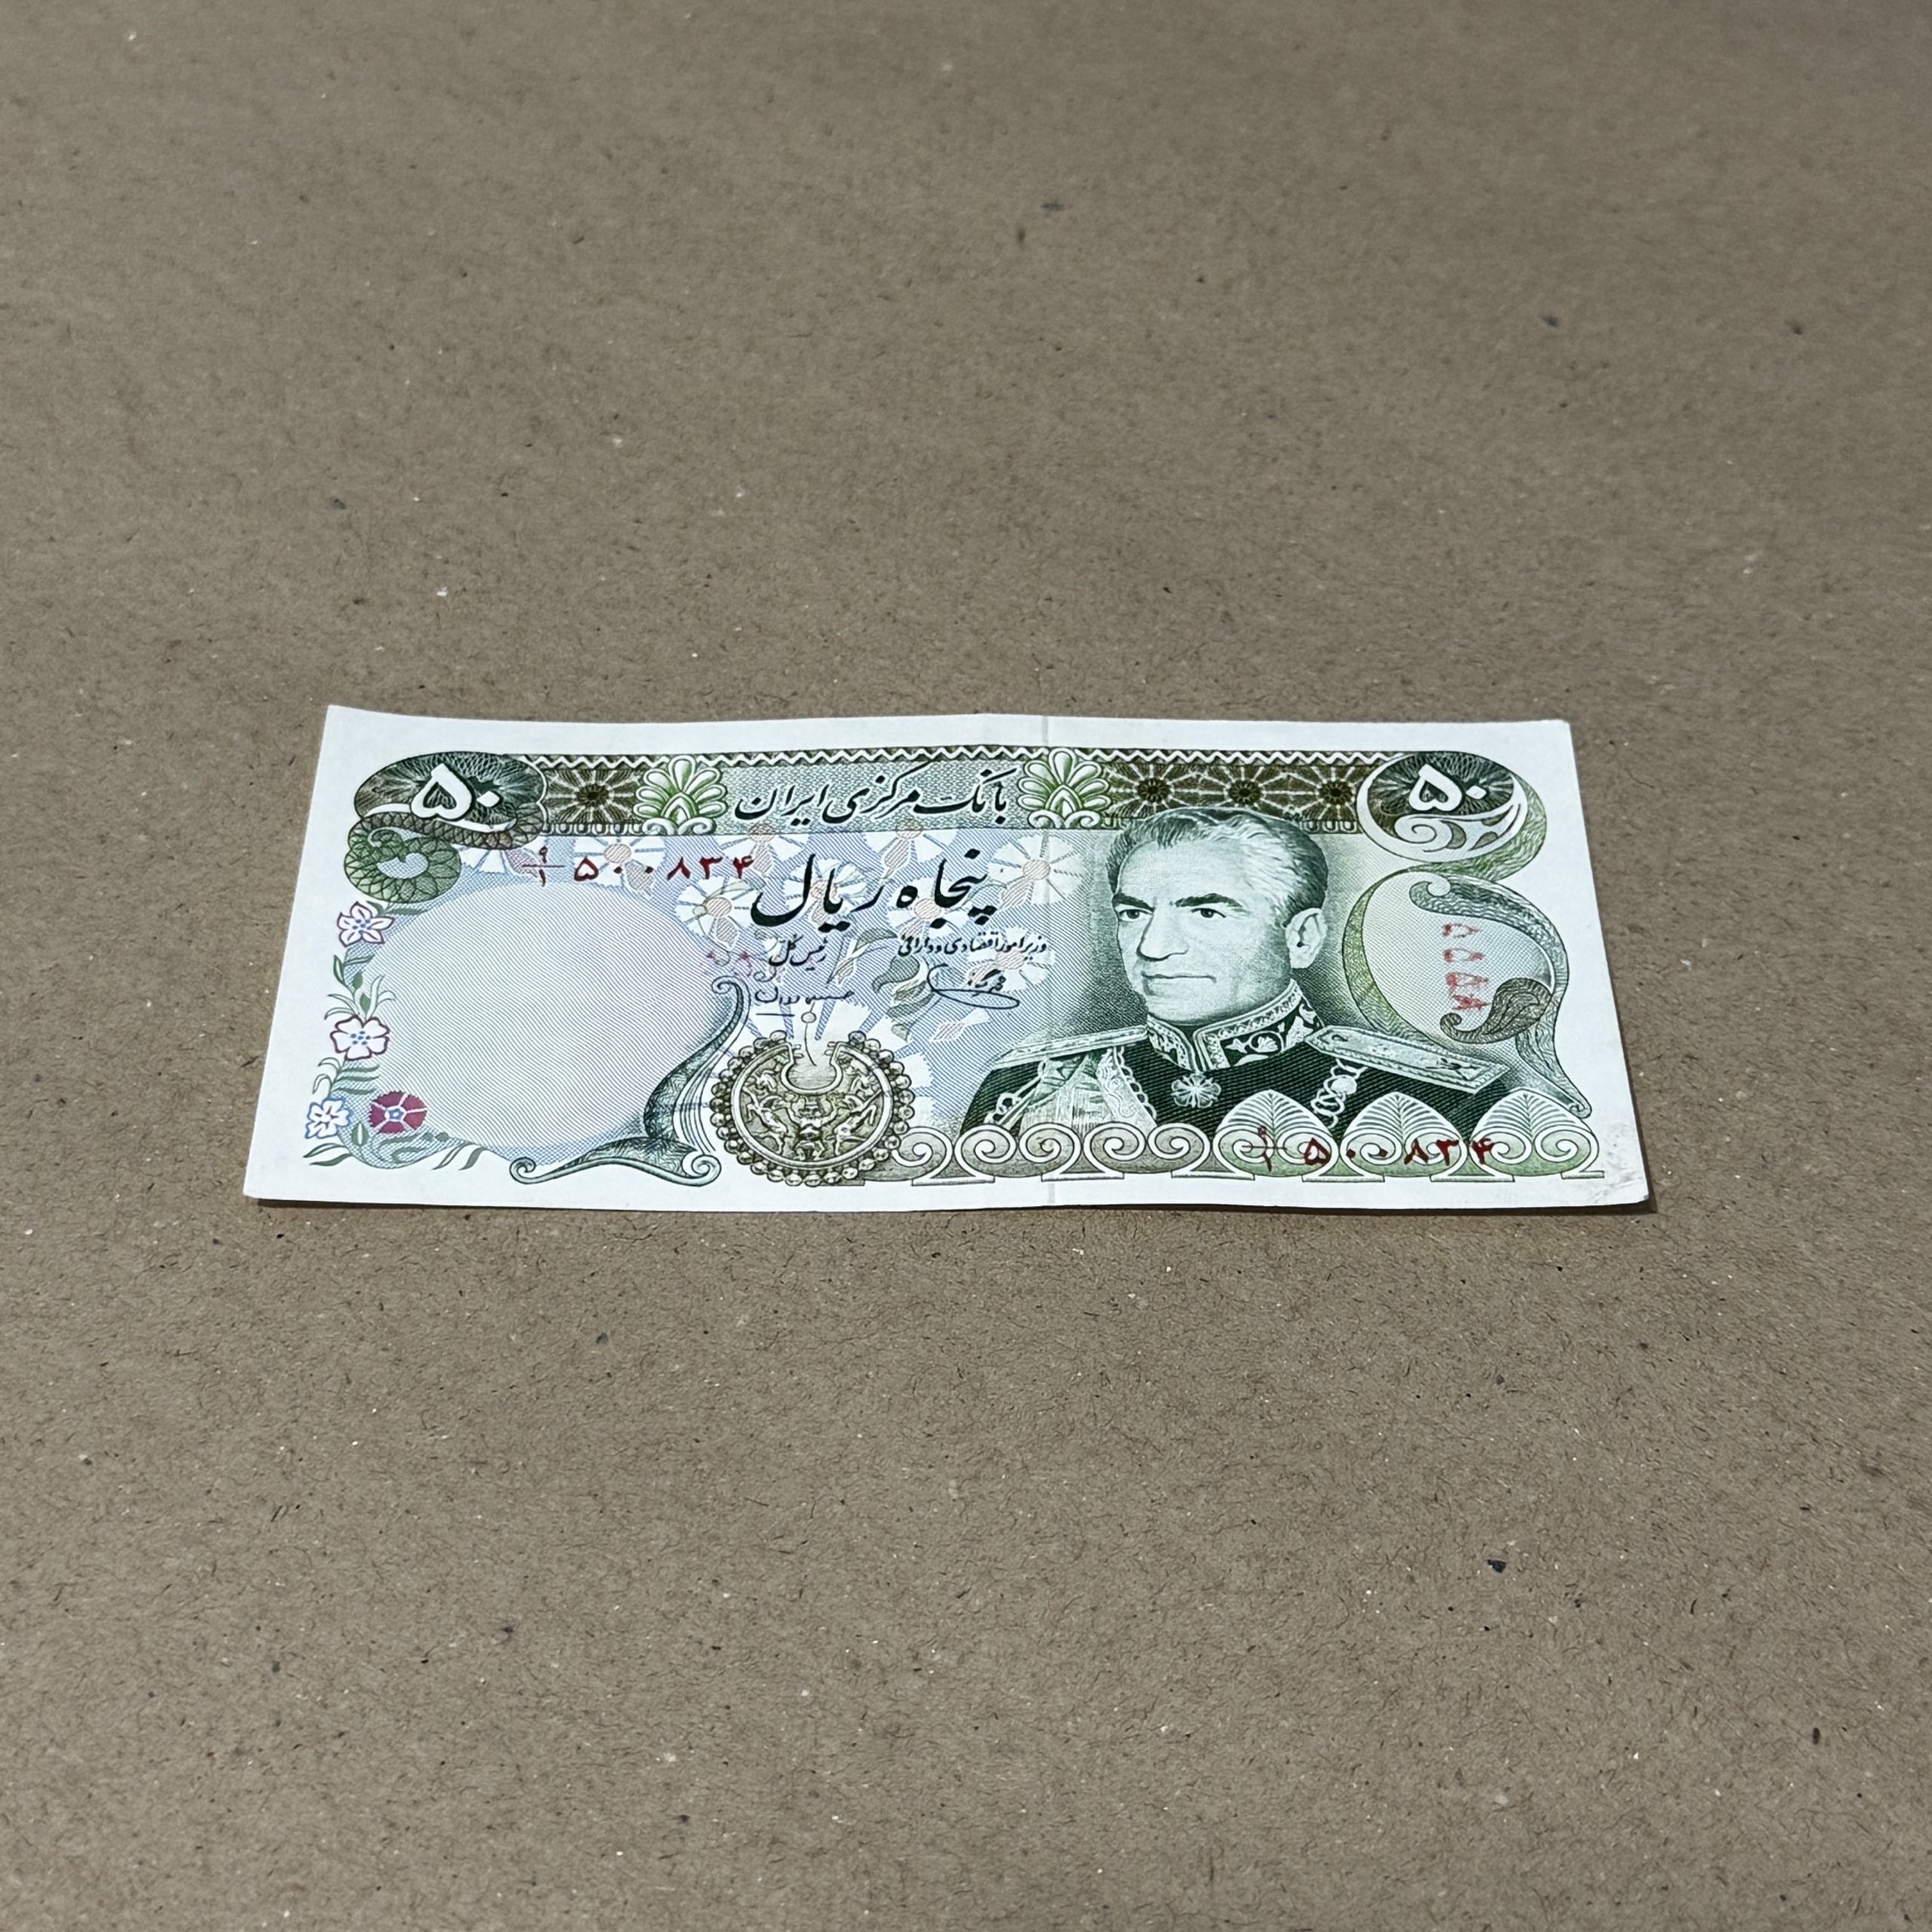 ۵۰
بانک مرکزی ایران
۵۰
۵۰۰۸۳۴
پنجاه ریال
وزیر امور اقتصادی و دارائی
رئیس کل
۵۰۰۸۳۴